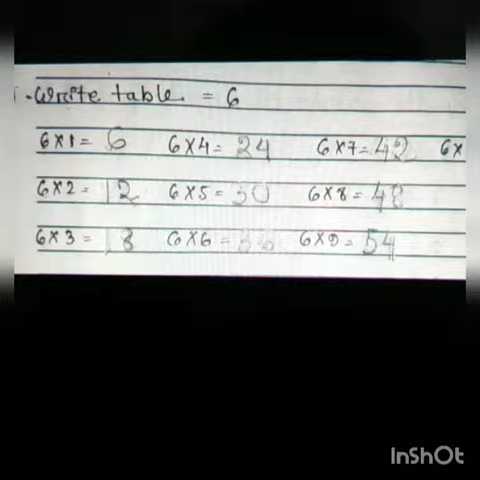 . Write table = 6
6×1= 6 6×4= 24 6×7=42 6×
6×2= 12 6×5= 30 6×8= 48
6×3 = 18 6×6 = 36 6×9= 54
InShOt